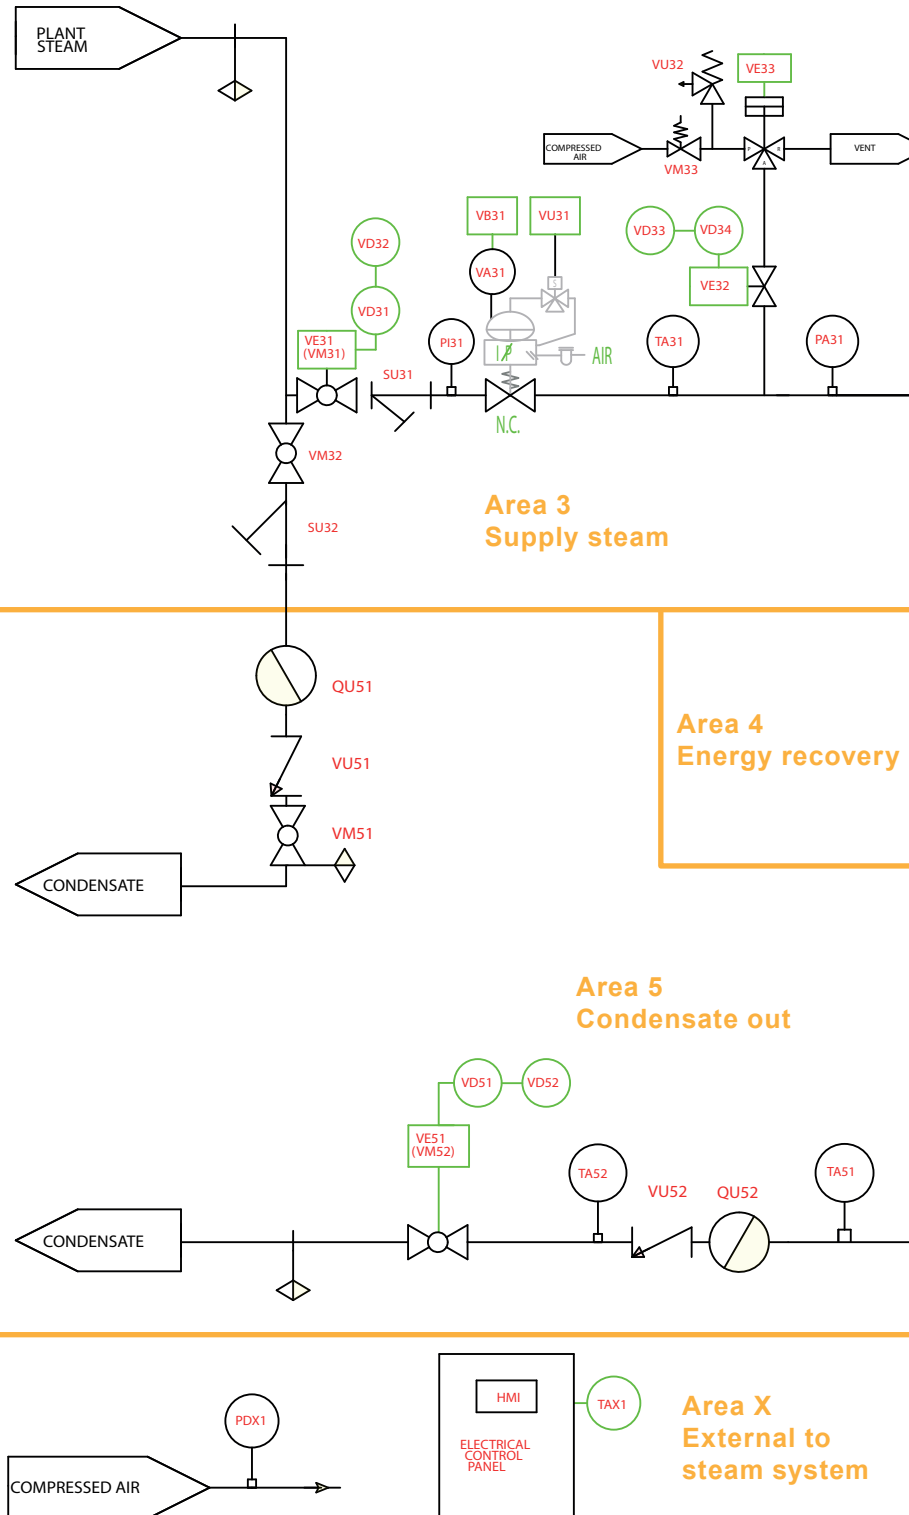 PLANT
STEAM
VU32
VE33
COMPRESSED
AIR
P
R
A
VENT
VM33
VB31
VU31
VD32
VD33
VD34
VA31
S
VE32
VD31
VE31
(VM31)
PI31
I/P
AIR
TA31
PA31
SU31
N.C.
VM32
SU32
Area 3
Supply steam
QU51
Area 4
Energy recovery
VU51
VM51
CONDENSATE
Area 5
Condensate out
VD51
VD52
VE51
(VM52)
TA52
VU52
QU52
TA51
CONDENSATE
HMI
TAX1
PDX1
ELECTRICAL
CONTROL
PANEL
Area X
External to
steam system
COMPRESSED AIR